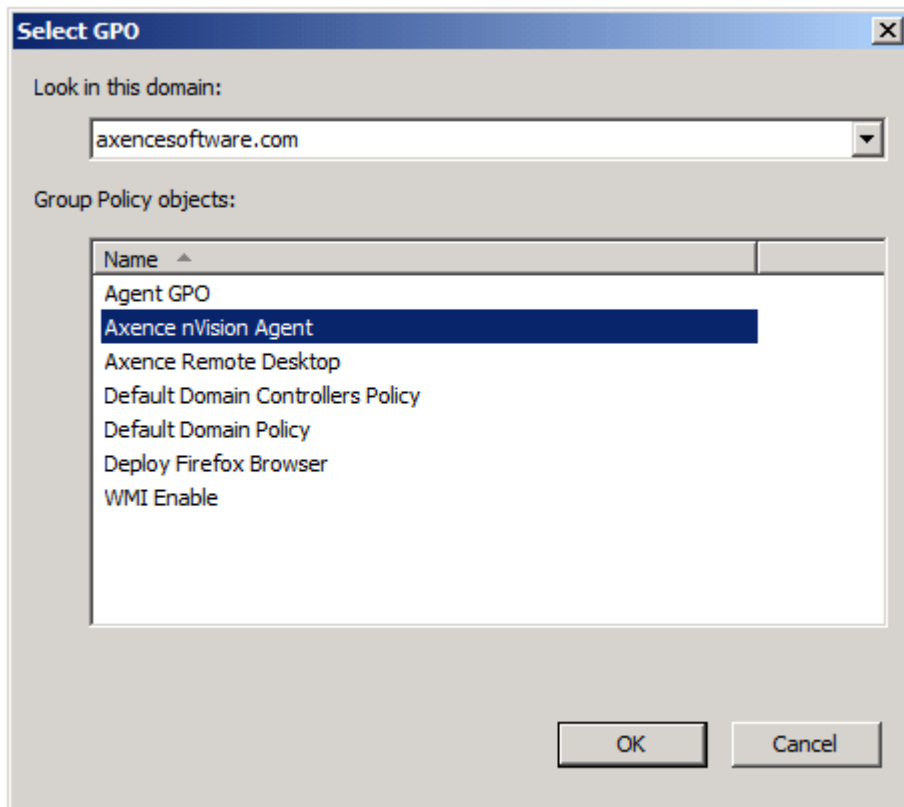 Select GPO
Look in this domain:
axencesoftware.com
Group Policy objects:
Name
Agent GPO
Axence nVision Agent
Axence Remote Desktop
Default Domain Controllers Policy
Default Domain Policy
Deploy Firefox Browser
WMI Enable
OK Cancel